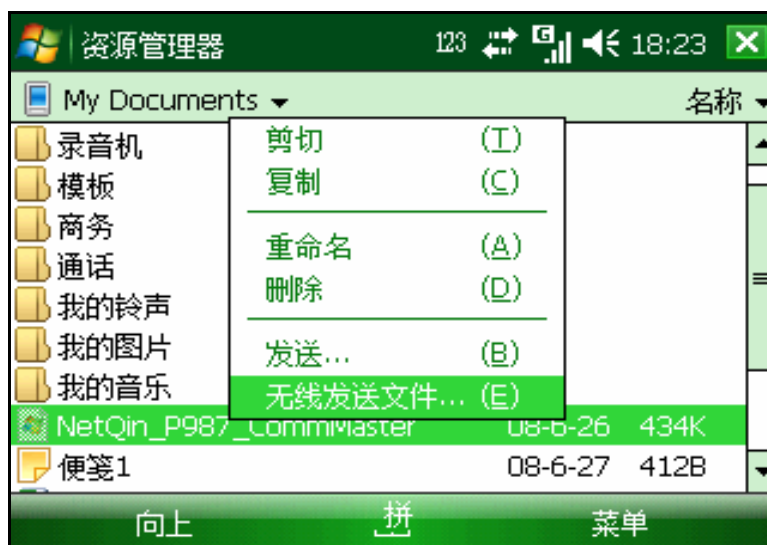 资源管理器 123 G 18:23
My Documents 名称
录音机
模板
商务
通话
我的铃声
我的图片
我的音乐
剪切 (T)
复制 (C)
重命名 (A)
删除 (D)
发送... (B)
无线发送文件... (E)
NetQin_P987_CommMaster 08-6-26 434K
便笺1 08-6-27 412B
向上 拼 菜单